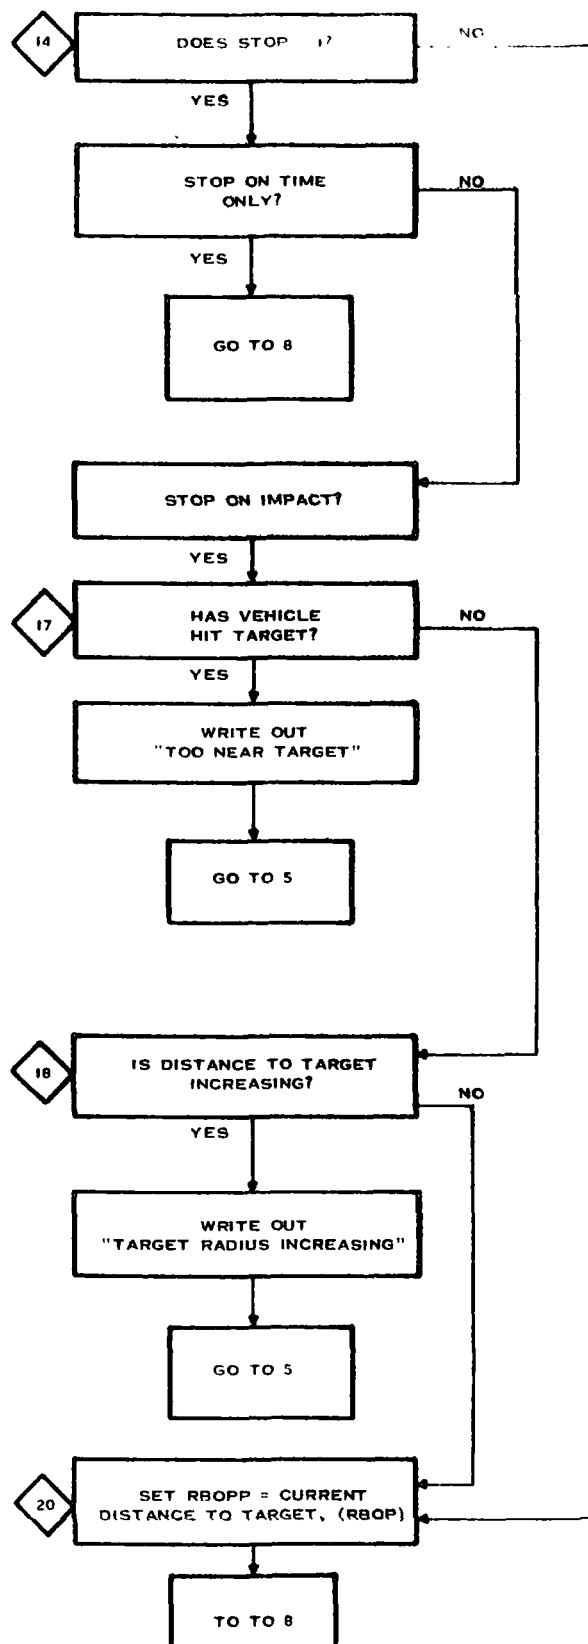 14
DOES STOP 1?
NO
YES
STOP ON TIME
ONLY?
NO
YES
GO TO 8
STOP ON IMPACT?
YES
17
HAS VEHICLE
HIT TARGET?
NO
YES
WRITE OUT
"TOO NEAR TARGET"
GO TO 5
18
IS DISTANCE TO TARGET
INCREASING?
NO
YES
WRITE OUT
"TARGET RADIUS INCREASING"
GO TO 5
20
SET RBOPP = CURRENT
DISTANCE TO TARGET, (RBOP)
TO TO 8